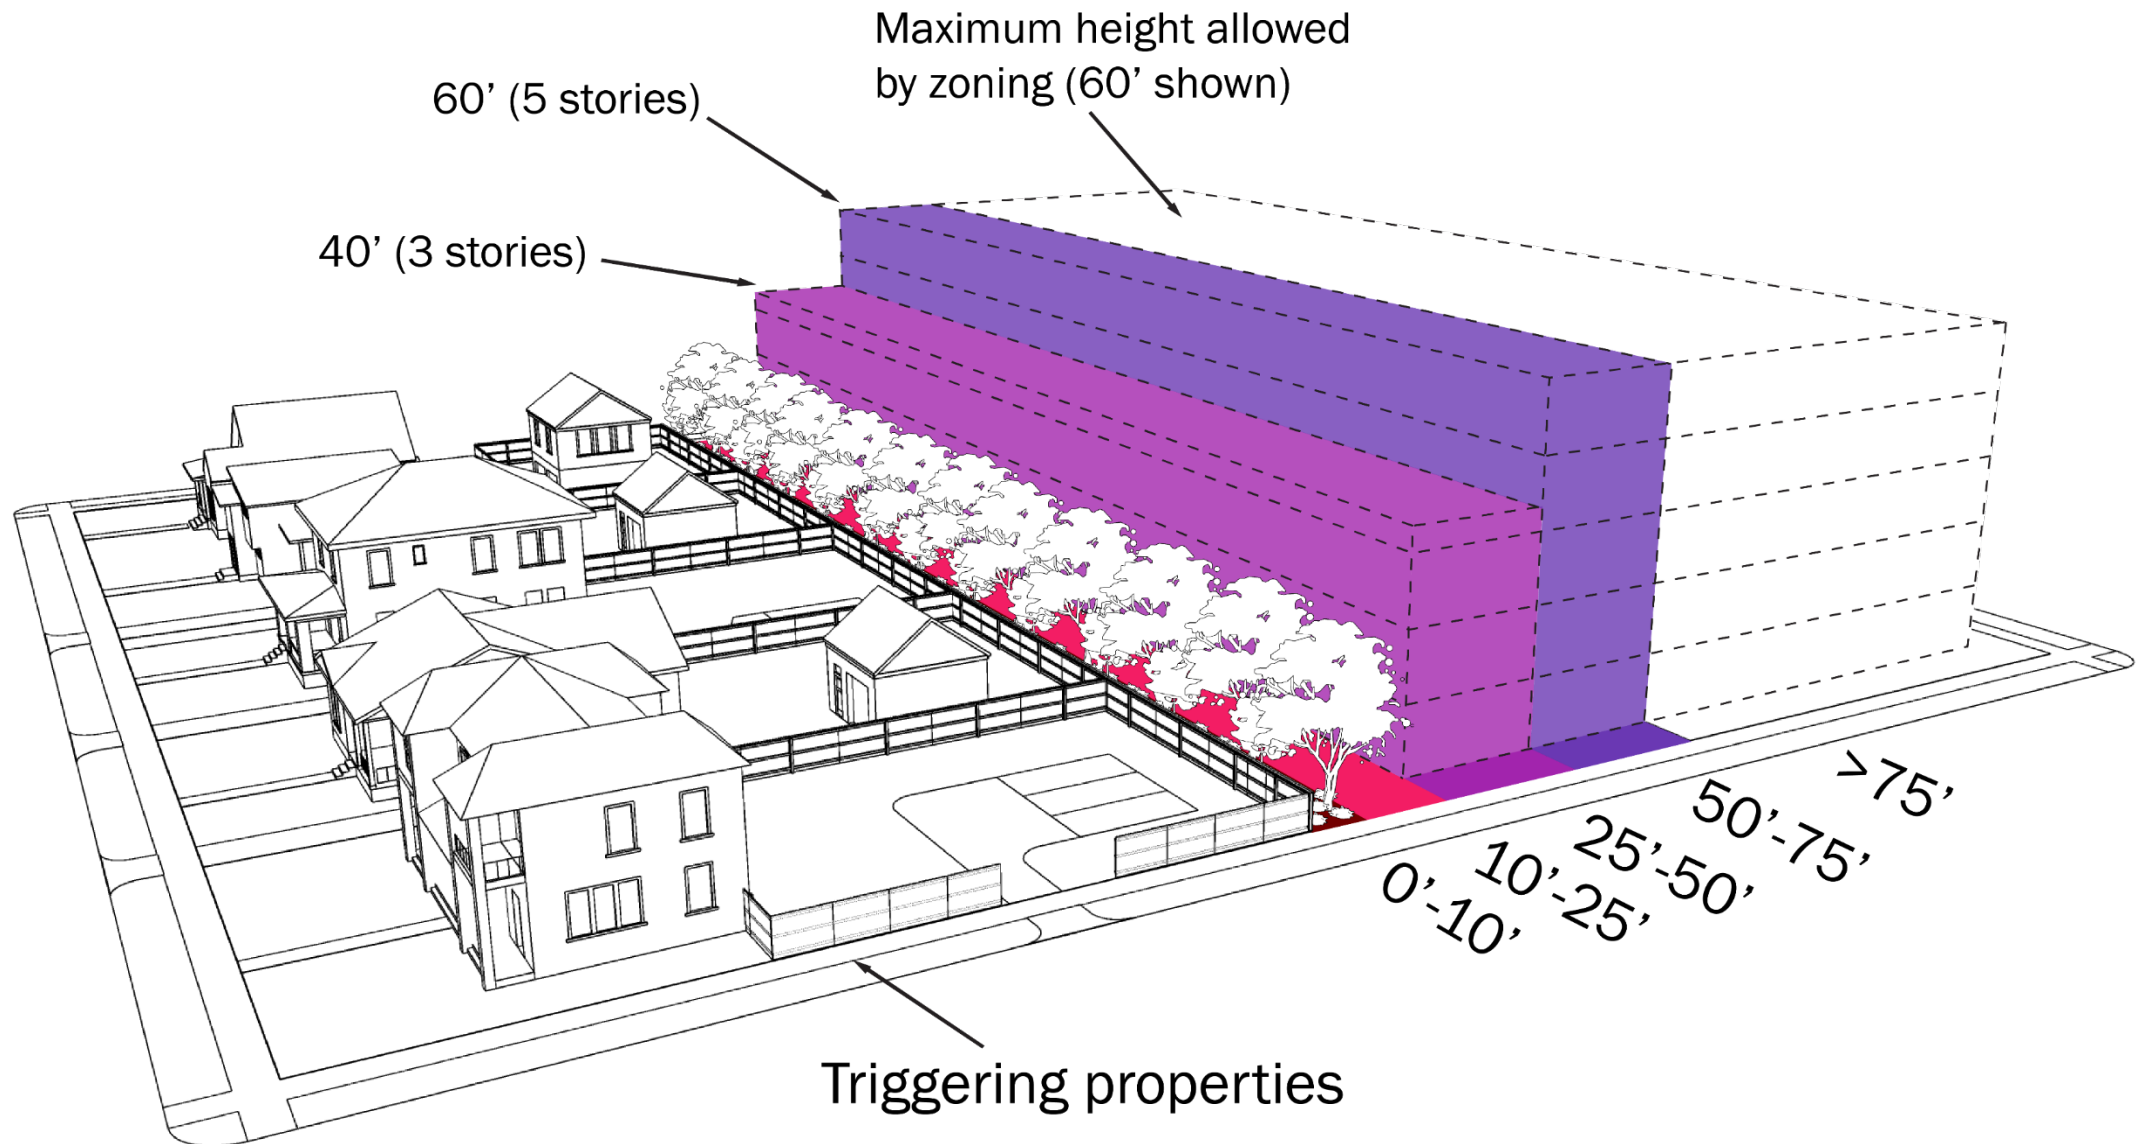 Maximum height allowed
by zoning (60’ shown)
60’ (5 stories)
40’ (3 stories)
>75’
50’-75’
25’-50’
10’-25’
0’-10’
Triggering properties